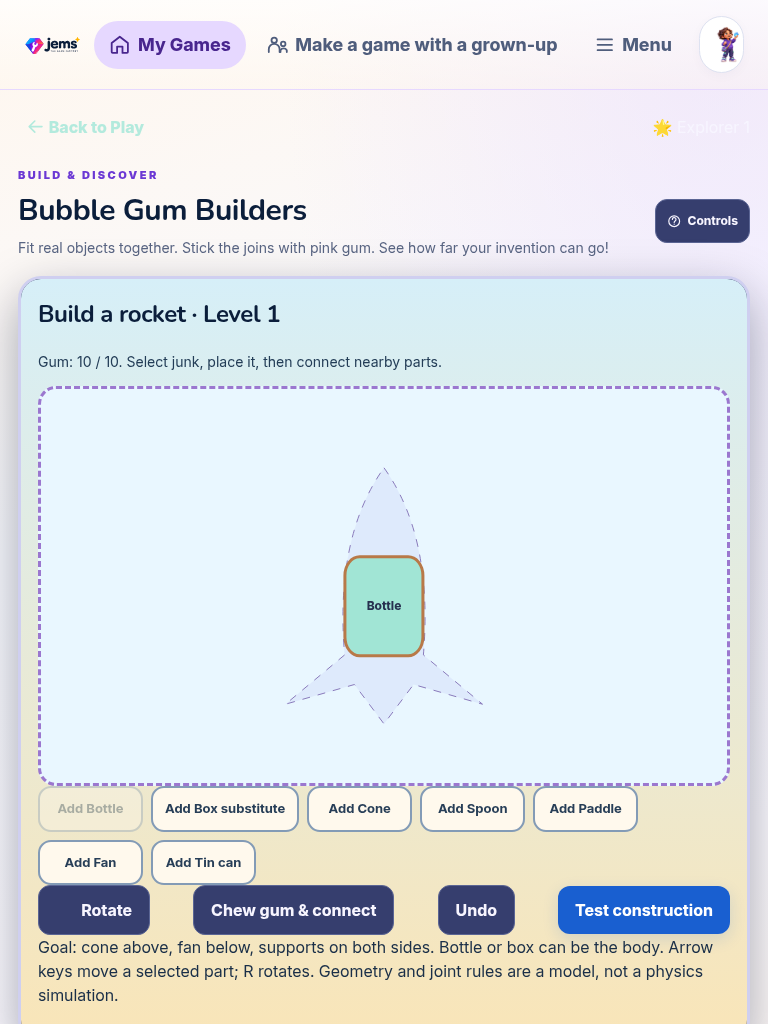 jems
My Games
Make a game with a grown-up
Menu
Back to Play
Explorer 1
BUILD & DISCOVER
Bubble Gum Builders
Fit real objects together. Stick the joins with pink gum. See how far your invention can go!
Controls
Build a rocket · Level 1
Gum: 10 / 10. Select junk, place it, then connect nearby parts.
Bottle
Add Bottle
Add Box substitute
Add Cone
Add Spoon
Add Paddle
Add Fan
Add Tin can
Rotate
Chew gum & connect
Undo
Test construction
Goal: cone above, fan below, supports on both sides. Bottle or box can be the body. Arrow
keys move a selected part; R rotates. Geometry and joint rules are a model, not a physics
simulation.